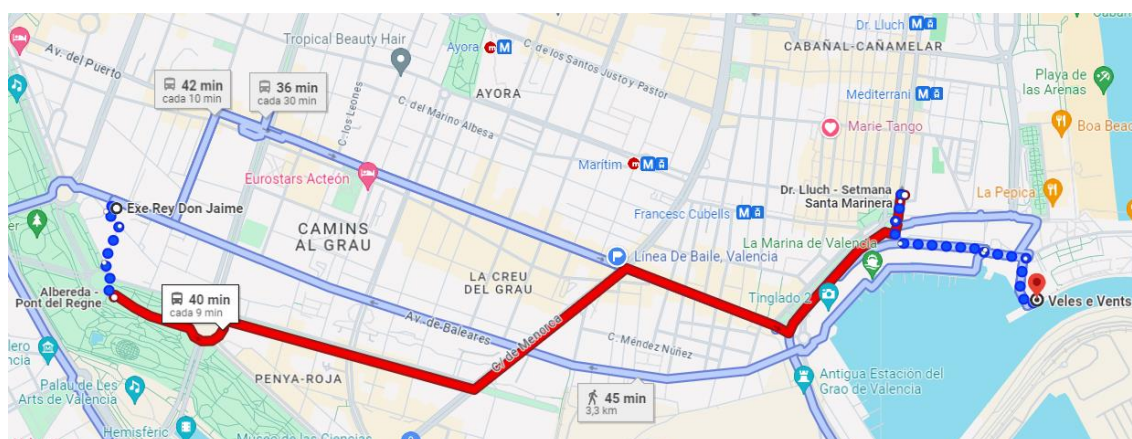 Dr. Lluch
Av. del Puerto
Tropical Beauty Hair
Ayora
C. de los Santos Justo y Pastor
CABAÑAL-CAÑAMELAR
Playa de
las Arenas
42 min
cada 10 min
36 min
cada 30 min
AYORA
Mediterrani
C. los Leones
C. del Marino Albesa
Marie Tango
Boa Beac
Marítim
Eurostars Acteón
Dr. Lluch - Setmana
Santa Marinera
La Pepica
Exe Rey Don Jaime
Francesc Cubells
CAMINS
AL GRAU
La Marina de Valencia
Línea De Baile, Valencia
LA CREU
DEL GRAU
Albereda -
Pont del Regne
40 min
cada 9 min
Tinglado 2
Veles e Vents
Av. de Baleares
C/ de Menorca
C. Méndez Núñez
PENYA-ROJA
45 min
3,3 km
Antigua Estación del
Grao de Valencia
Palau de Les
Arts de València
Hemisfèric